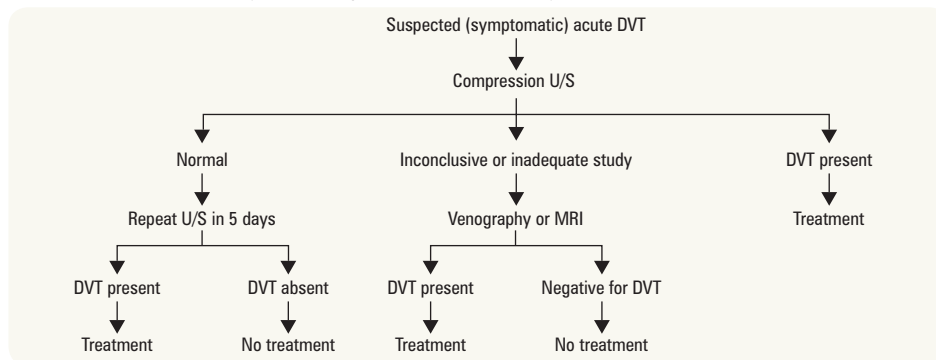 Suspected (symptomatic) acute DVT
Compression U/S
Normal
Inconclusive or inadequate study
DVT present
Repeat U/S in 5 days
Venography or MRI
Treatment
DVT present
DVT absent
DVT present
Negative for DVT
Treatment
No treatment
Treatment
No treatment